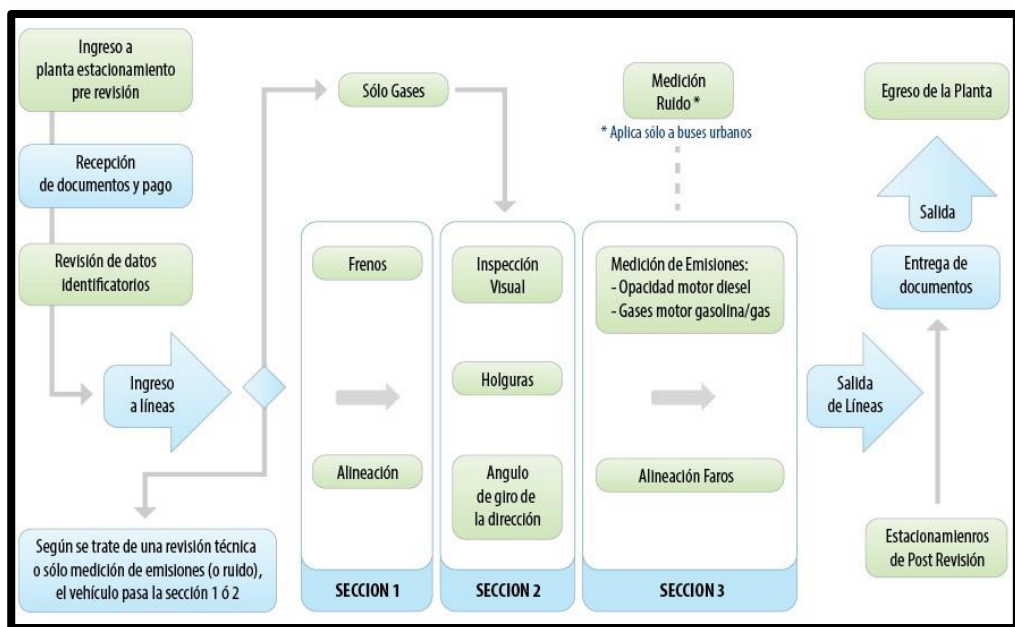 Ingreso a
planta estacionamiento
pre revisión
Recepción
de documentos y pago
Revisión de datos
identificatorios
Ingreso
a líneas
Según se trate de una revisión técnica
o sólo medición de emisiones (o ruido),
el vehículo pasa la sección 1 ó 2
Sólo Gases
Frenos
Alineación
SECCION 1
Inspección
Visual
Holguras
Angulo
de giro de
la dirección
SECCION 2
Medición
Ruido *
* Aplica sólo a buses urbanos
Medición de Emisiones:
- Opacidad motor diesel
- Gases motor gasolina/gas
Alineación Faros
SECCION 3
Salida
de Líneas
Egreso de la Planta
Salida
Entrega de
documentos
Estacionamienros
de Post Revisión